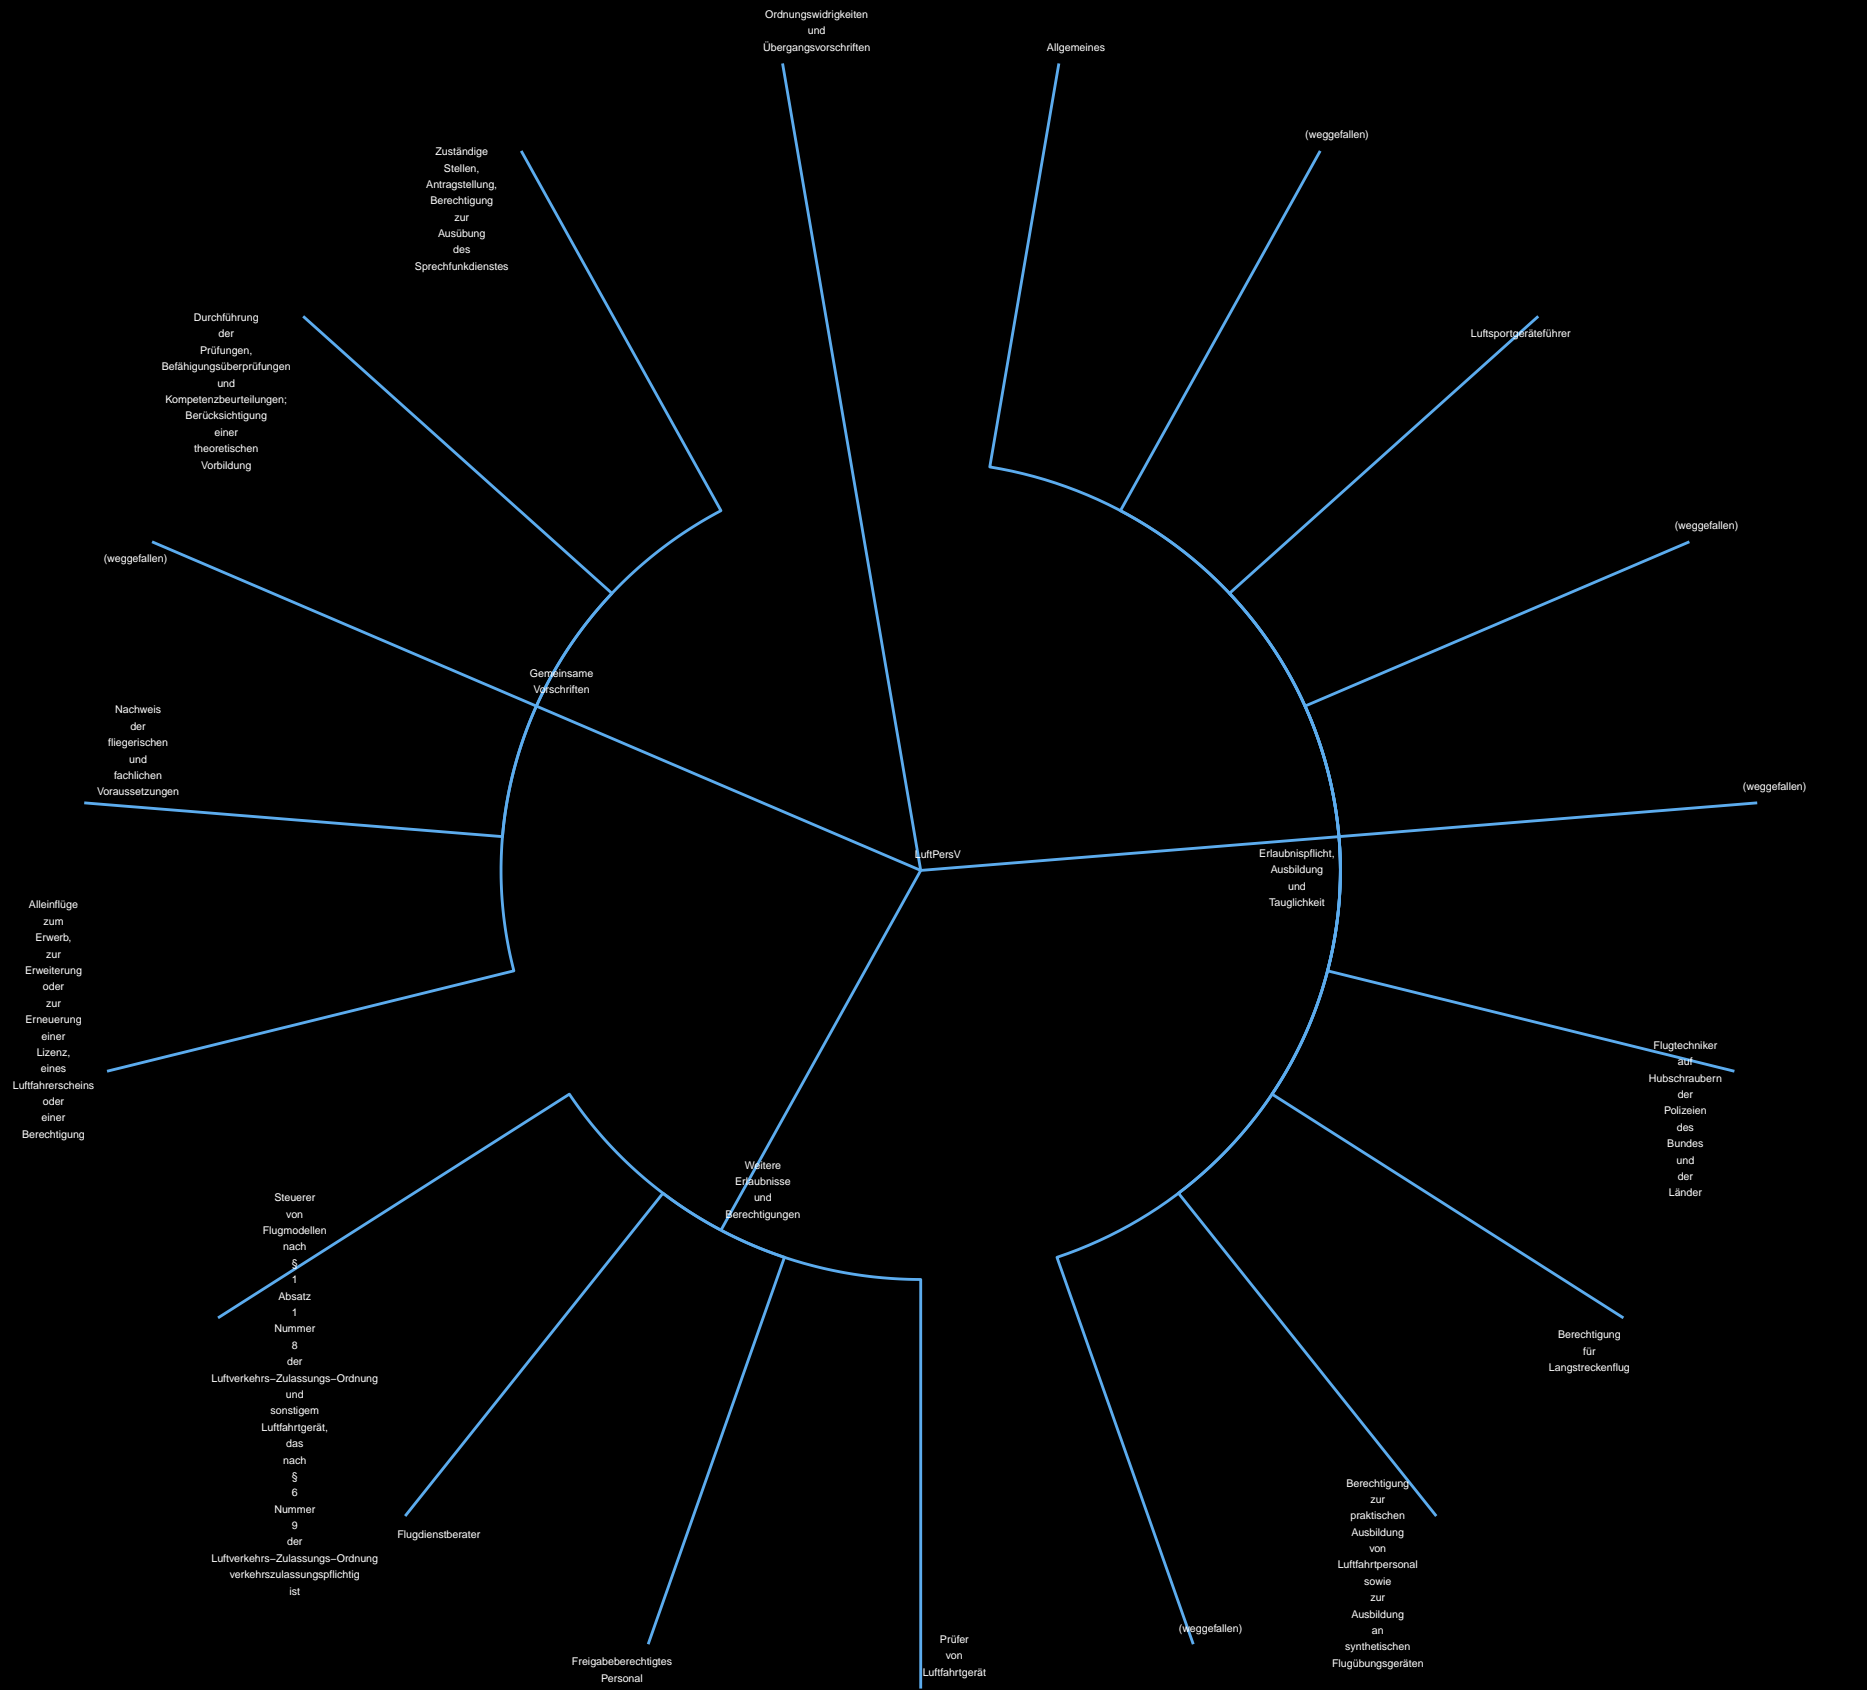 Ordnungswidrigkeiten
und
Übergangsvorschriften
Allgemeines
(weggefallen)
Zuständige
Stellen,
Antragstellung,
Berechtigung
zur
Ausübung
des
Sprechfunkdienstes
Durchführung
der
Prüfungen,
Befähigungsüberprüfungen
und
Kompetenzbeurteilungen;
Berücksichtigung
einer
theoretischen
Vorbildung
Luftsportgeräteführer
(weggefallen)
(weggefallen)
Gemeinsame
Vorschriften
Nachweis
der
fliegerischen
und
fachlichen
Voraussetzungen
(weggefallen)
LuftPersV
Erlaubnispflicht,
Ausbildung
und
Tauglichkeit
Alleinflüge
zum
Erwerb,
zur
Erweiterung
oder
zur
Erneuerung
einer
Lizenz,
eines
Luftfahrerscheins
oder
einer
Berechtigung
Flugtechniker
auf
Hubschraubern
der
Polizeien
des
Bundes
und
der
Länder
Weitere
Erlaubnisse
und
Berechtigungen
Steuerer
von
Flugmodellen
nach
§
1
Absatz
1
Nummer
8
der
Luftverkehrs−Zulassungs−Ordnung
und
sonstigem
Luftfahrtgerät,
das
nach
§
6
Nummer
9
der
Luftverkehrs−Zulassungs−Ordnung
verkehrszulassungspflichtig
ist
Berechtigung
für
Langstreckenflug
Berechtigung
zur
praktischen
Ausbildung
von
Luftfahrtpersonal
sowie
zur
Ausbildung
an
synthetischen
Flugübungsgeräten
Flugdienstberater
(weggefallen)
Prüfer
von
Luftfahrtgerät
Freigabeberechtigtes
Personal